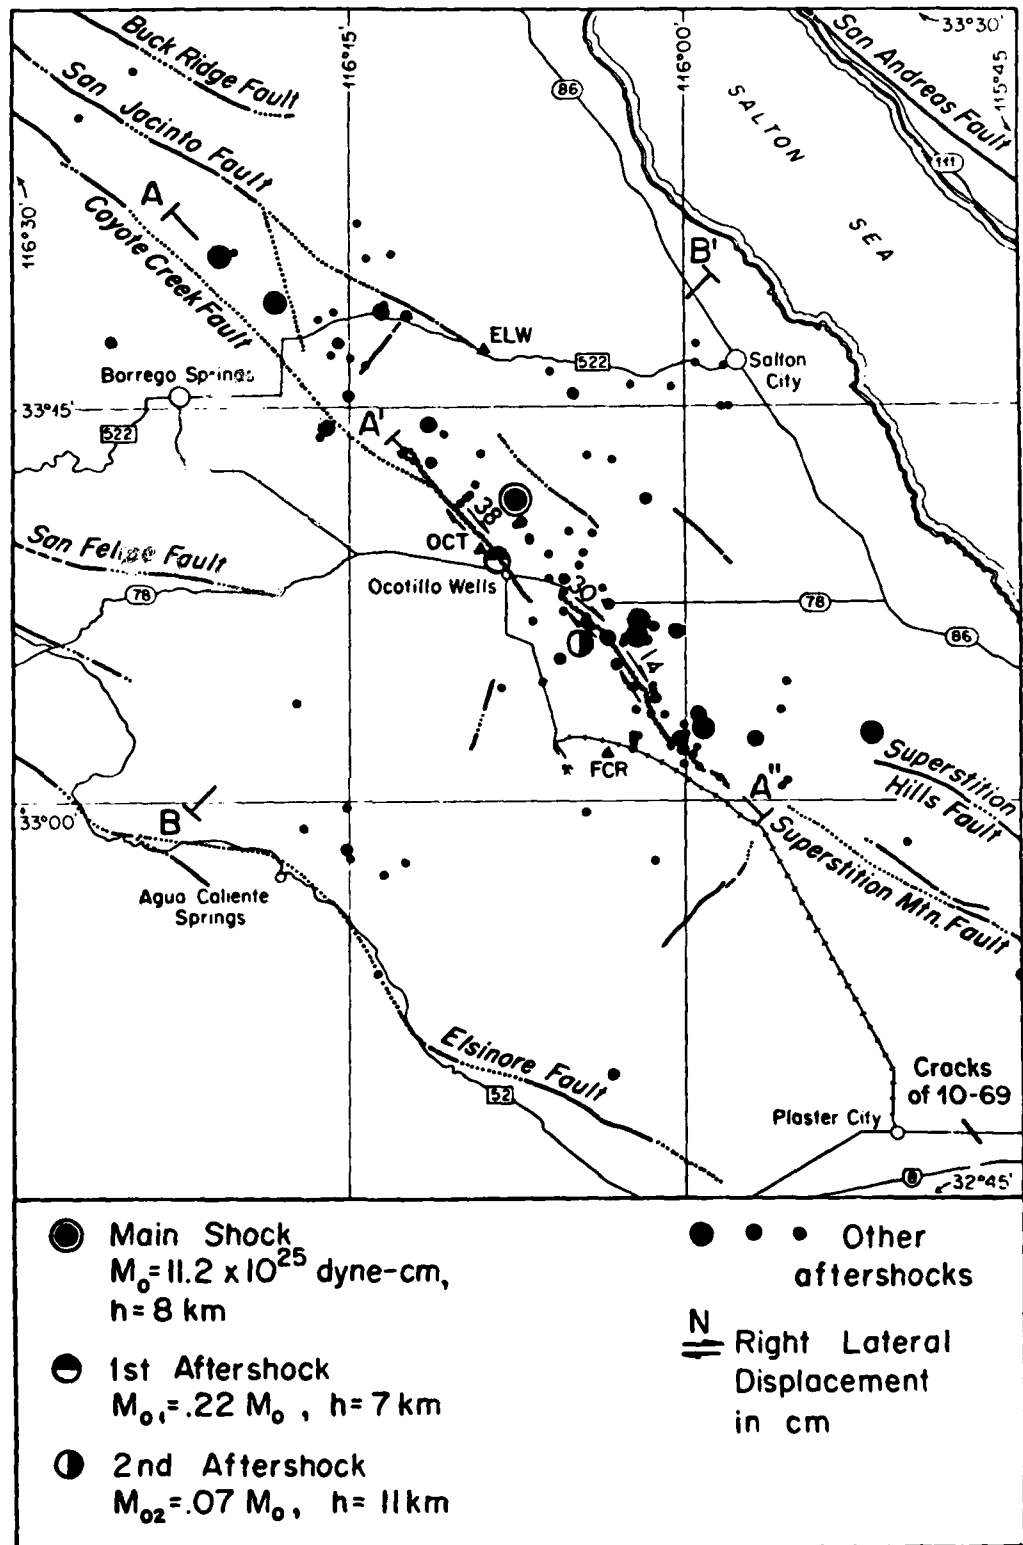 33°30'
Buck Ridge Fault
San Jacinto Fault
116°15'
116°00'
86
San Andreas Fault
115°45
SALTON
SEA
111
116°30'
A
Coyote Creek Fault
B'
ELW
522
Salton
City
Borrego Springs
33°45'
522
A'
38
OCT
San Felipe Fault
Ocotillo Wells
30
78
78
86
14
FCR
A"
Superstition
Hills Fault
33°00'
B
Superstition Mtn. Fault
Agua Caliente
Springs
Elsinore Fault
52
Cracks
of 10-69
Plaster City
8
32°45'
Main Shock
M₀=11.2 x 10²⁵ dyne-cm,
h=8 km
1st Aftershock
M₀₁=.22 M₀, h=7 km
2nd Aftershock
M₀₂=.07 M₀, h=11km
Other
aftershocks
N
Right Lateral
Displacement
in cm